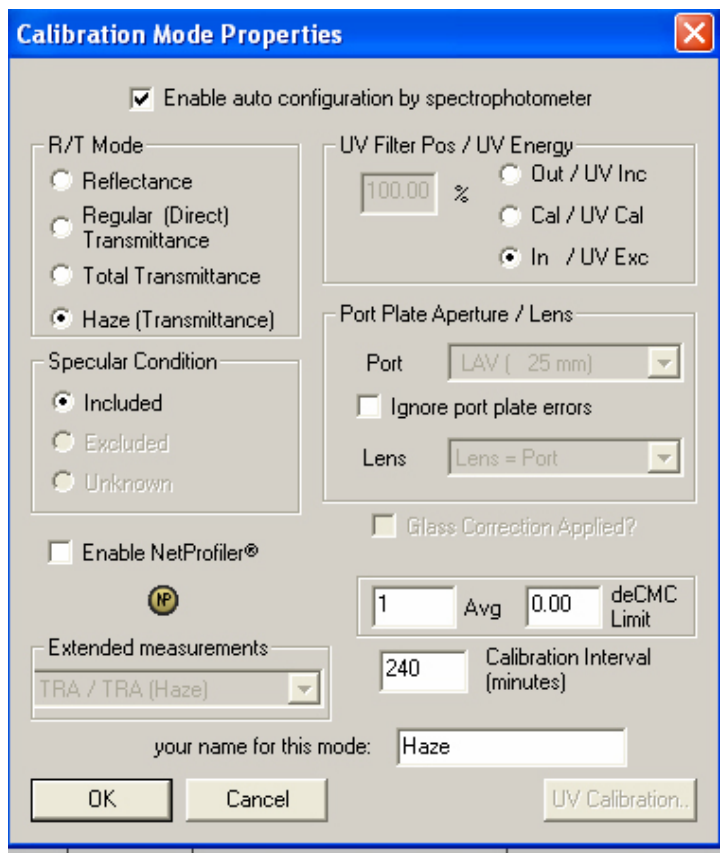 Calibration Mode Properties
Enable auto configuration by spectrophotometer
R/T Mode
Reflectance
Regular (Direct)
Transmittance
Total Transmittance
Haze (Transmittance)
UV Filter Pos / UV Energy
100.00 %
Out / UV Inc
Cal / UV Cal
In / UV Exc
Specular Condition
Included
Excluded
Unknown
Port Plate Aperture / Lens
Port LAV ( 25 mm)
Ignore port plate errors
Lens Lens = Port
Glass Correction Applied?
Enable NetProfiler®
NP
1 Avg 0.00 deCMC
Limit
Extended measurements
TRA / TRA (Haze)
240 Calibration Interval
(minutes)
your name for this mode: Haze
OK
Cancel
UV Calibration..